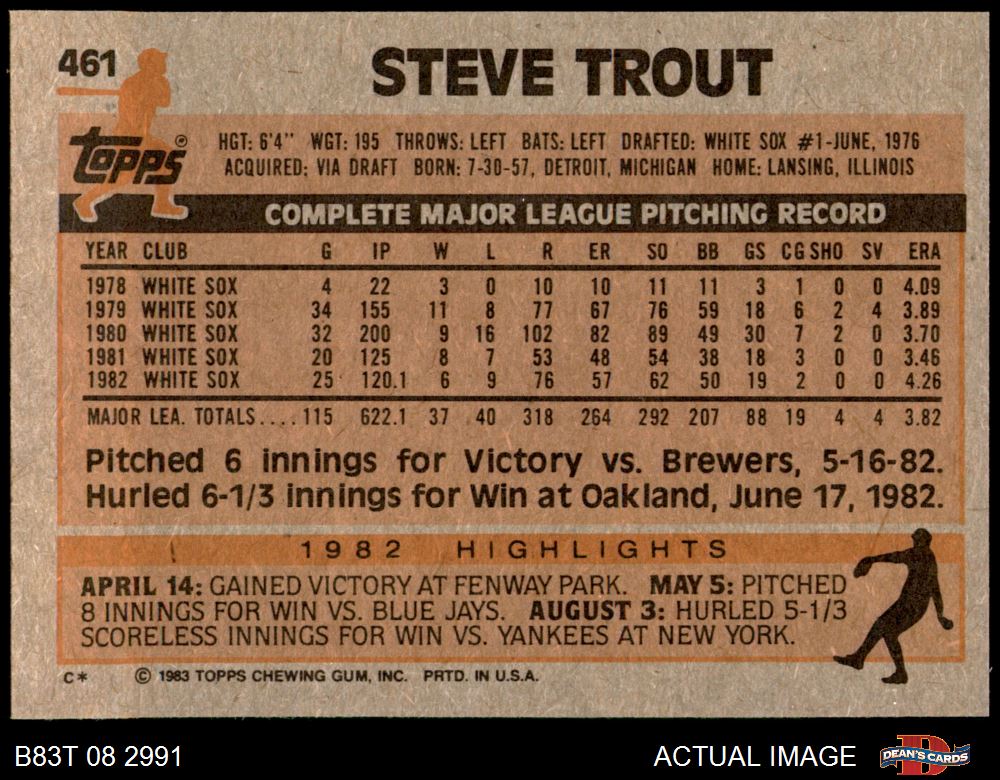 461
STEVE TROUT
TOPPS®
HGT: 6'4" WGT: 195 THROWS: LEFT BATS: LEFT DRAFTED: WHITE SOX #1-JUNE, 1976
ACQUIRED: VIA DRAFT BORN: 7-30-57, DETROIT, MICHIGAN HOME: LANSING, ILLINOIS
COMPLETE MAJOR LEAGUE PITCHING RECORD
YEAR CLUB G IP W L R ER SO BB GS CG SHO SV ERA
1978 WHITE SOX 4 22 3 0 10 10 11 11 3 1 0 0 4.09
1979 WHITE SOX 34 155 11 8 77 67 76 59 18 6 2 4 3.89
1980 WHITE SOX 32 200 9 16 102 82 89 49 30 7 2 0 3.70
1981 WHITE SOX 20 125 8 7 53 48 54 38 18 3 0 0 3.46
1982 WHITE SOX 25 120.1 6 9 76 57 62 50 19 2 0 0 4.26
MAJOR LEA. TOTALS.... 115 622.1 37 40 318 264 292 207 88 19 4 4 3.82
Pitched 6 innings for Victory vs. Brewers, 5-16-82.
Hurled 6-1/3 innings for Win at Oakland, June 17, 1982.
1982 HIGHLIGHTS
APRIL 14: GAINED VICTORY AT FENWAY PARK. MAY 5: PITCHED
8 INNINGS FOR WIN VS. BLUE JAYS. AUGUST 3: HURLED 5-1/3
SCORELESS INNINGS FOR WIN VS. YANKEES AT NEW YORK.
C* © 1983 TOPPS CHEWING GUM, INC. PRTD. IN U.S.A.
B83T 08 2991 ACTUAL IMAGE DEAN'S CARDS